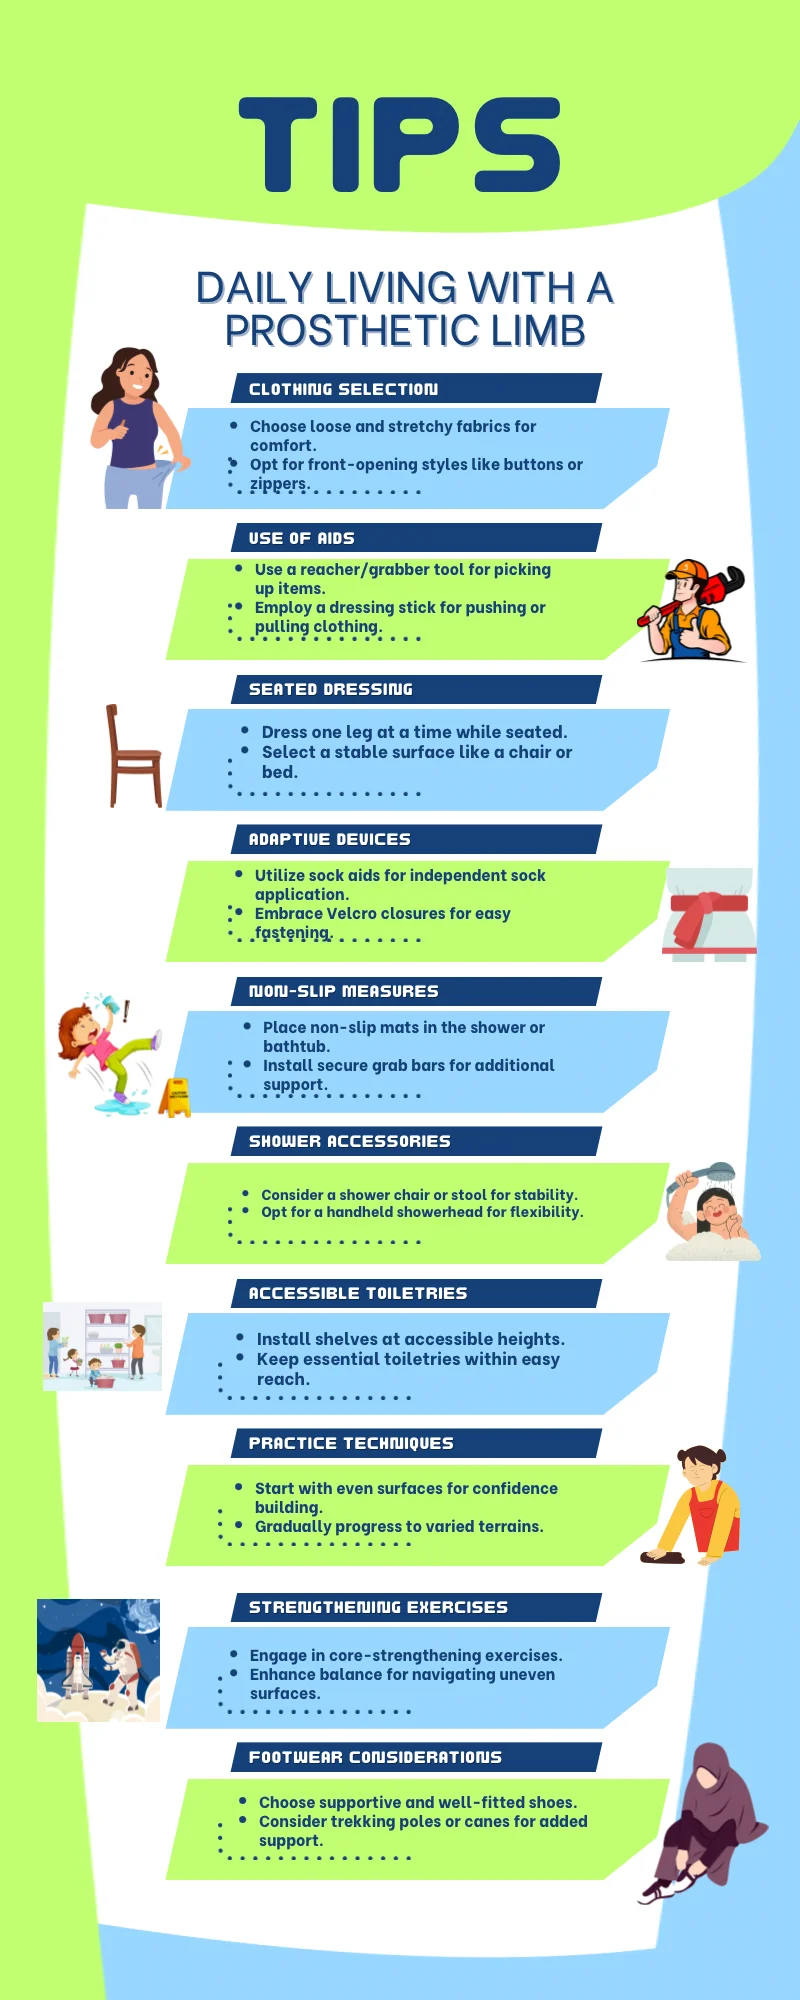 TIPS
DAILY LIVING WITH A
PROSTHETIC LIMB
CLOTHING SELECTION
• Choose loose and stretchy fabrics for
comfort.
• Opt for front-opening styles like buttons or
zippers.
USE OF AIDS
• Use a reacher/grabber tool for picking
up items.
• Employ a dressing stick for pushing or
pulling clothing.
SEATED DRESSING
• Dress one leg at a time while seated.
• Select a stable surface like a chair or
bed.
ADAPTIVE DEVICES
• Utilize sock aids for independent sock
application.
• Embrace Velcro closures for easy
fastening.
NON-SLIP MEASURES
• Place non-slip mats in the shower or
bathtub.
• Install secure grab bars for additional
support.
SHOWER ACCESSORIES
• Consider a shower chair or stool for stability.
• Opt for a handheld showerhead for flexibility.
ACCESSIBLE TOILETRIES
• Install shelves at accessible heights.
• Keep essential toiletries within easy
reach.
PRACTICE TECHNIQUES
• Start with even surfaces for confidence
building.
• Gradually progress to varied terrains.
STRENGTHENING EXERCISES
• Engage in core-strengthening exercises.
• Enhance balance for navigating uneven
surfaces.
FOOTWEAR CONSIDERATIONS
• Choose supportive and well-fitted shoes.
• Consider trekking poles or canes for added
support.